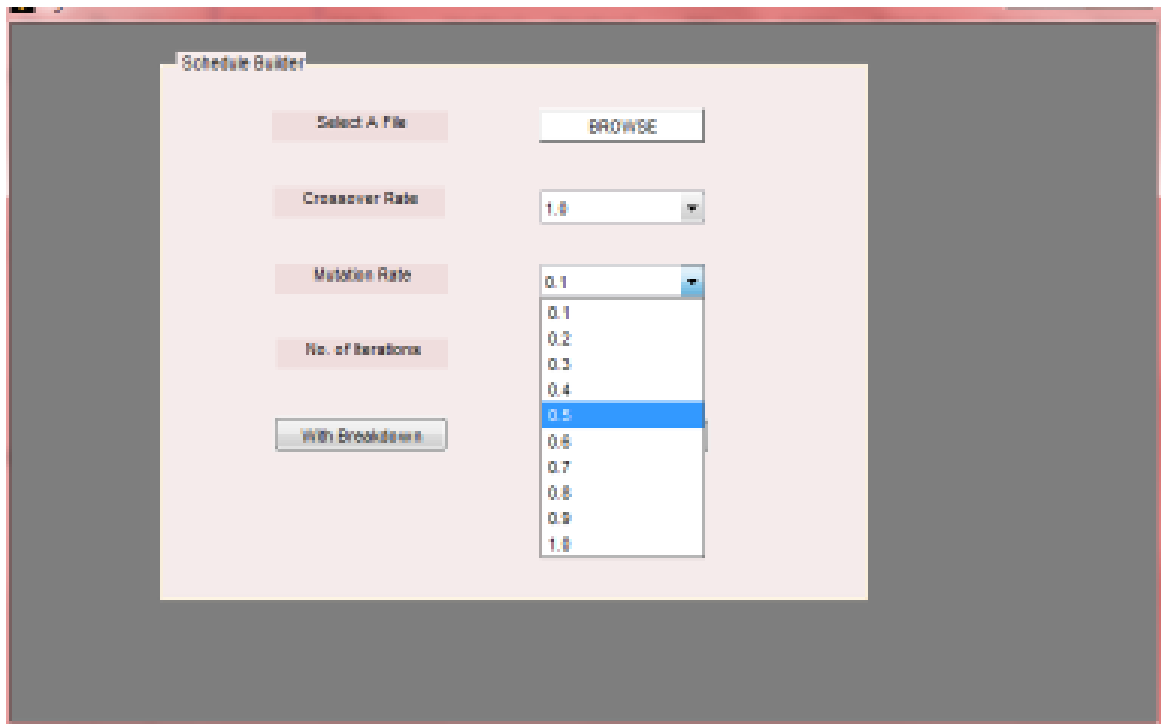 Schedule Builder
Select A File
BROWSE
Crossover Rate
1.0
Mutation Rate
0.1
0.1
0.2
0.3
0.4
0.5
0.6
0.7
0.8
0.9
1.0
No. of Iterations
With Breakdown